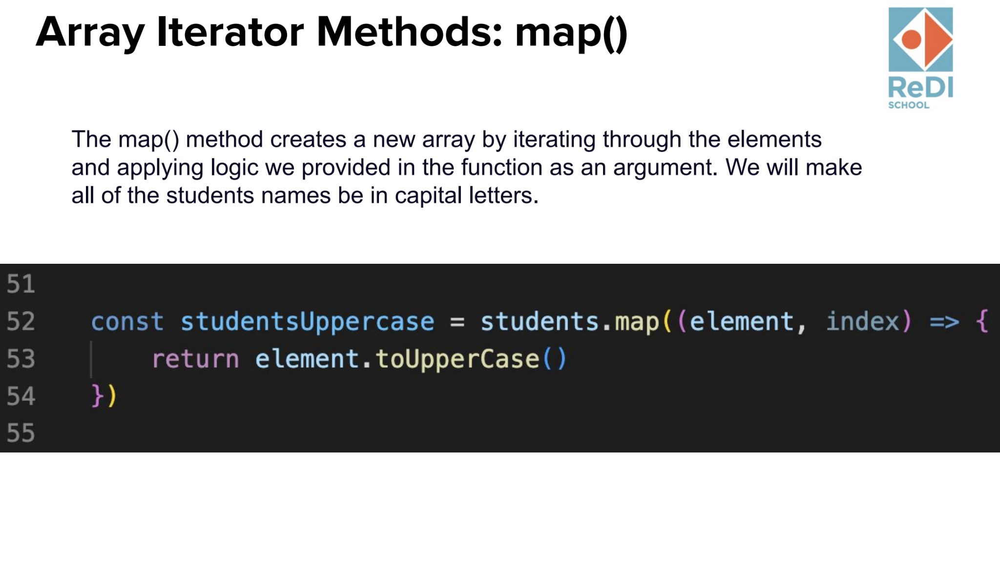 Array Iterator Methods: map()
ReDI
SCHOOL
The map() method creates a new array by iterating through the elements
and applying logic we provided in the function as an argument. We will make
all of the students names be in capital letters.
51
52 const studentsUppercase = students.map((element, index) => {
53 return element.toUpperCase()
54 })
55